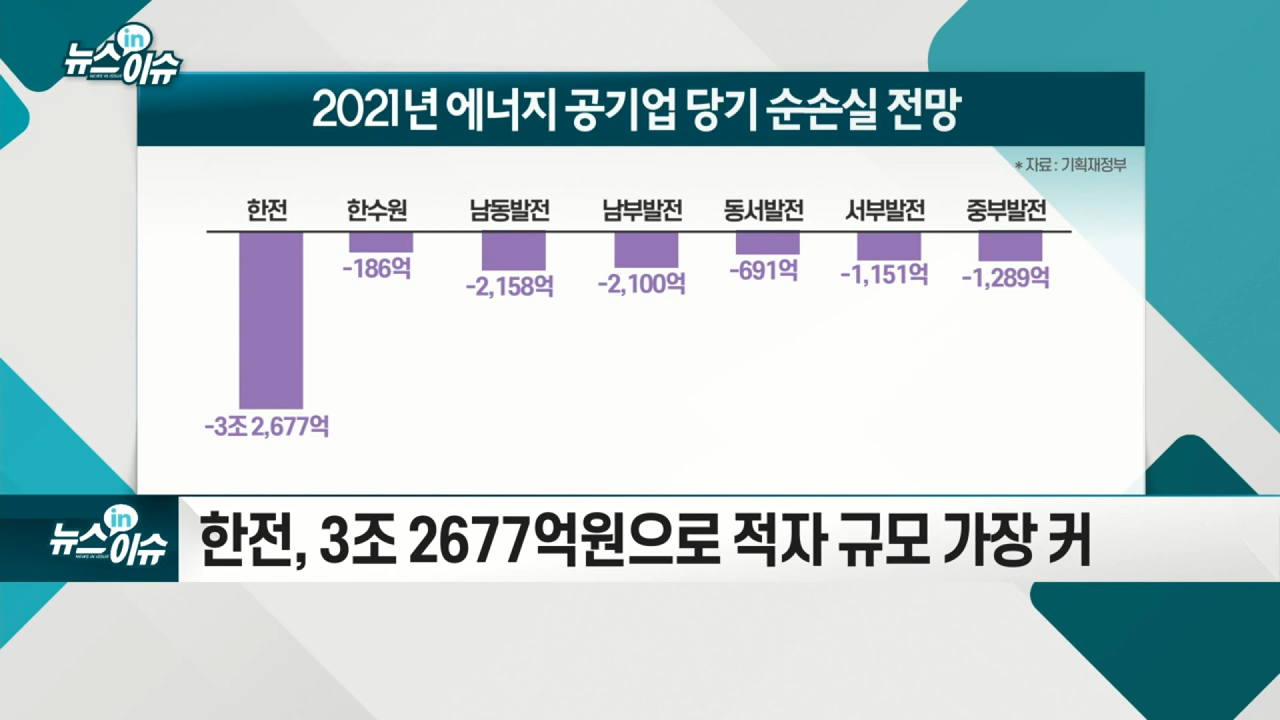 뉴스in이슈
NEWS IN ISSUE
2021년 에너지 공기업 당기 순손실 전망
* 자료 : 기획재정부
한전 한수원 남동발전 남부발전 동서발전 서부발전 중부발전
-3조 2,677억 -186억 -2,158억 -2,100억 -691억 -1,151억 -1,289억
뉴스in이슈
NEWS IN ISSUE
한전, 3조 2677억원으로 적자 규모 가장 커